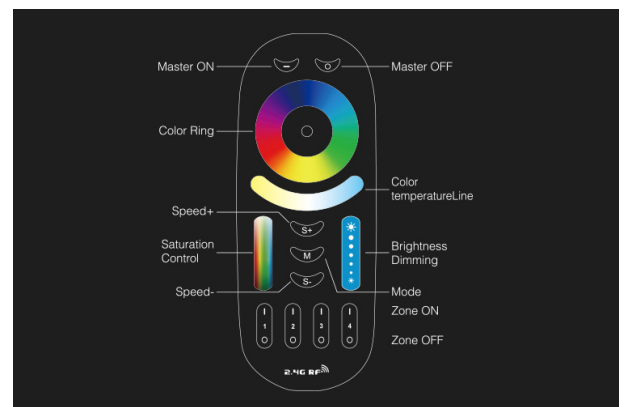 Master ON
Master OFF
Color Ring
Color
temperatureLine
Speed+
S+
Saturation
Control
M
Brightness
Dimming
Speed-
S-
Mode
Zone ON
1
2
3
4
Zone OFF
2.4G RF